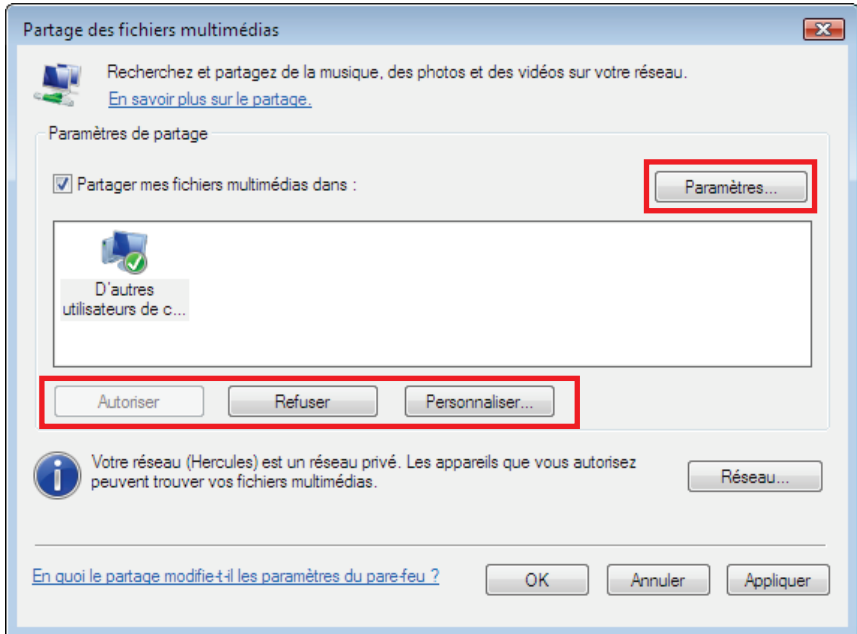 Partage des fichiers multimédias
Recherchez et partagez de la musique, des photos et des vidéos sur votre réseau.
En savoir plus sur le partage.
Paramètres de partage
Partager mes fichiers multimédias dans :
Paramètres...
D'autres
utilisateurs de c...
Autoriser Refuser Personnaliser...
Votre réseau (Hercules) est un réseau privé. Les appareils que vous autorisez
peuvent trouver vos fichiers multimédias.
Réseau...
En quoi le partage modifie-t-il les paramètres du pare-feu ?
OK Annuler Appliquer